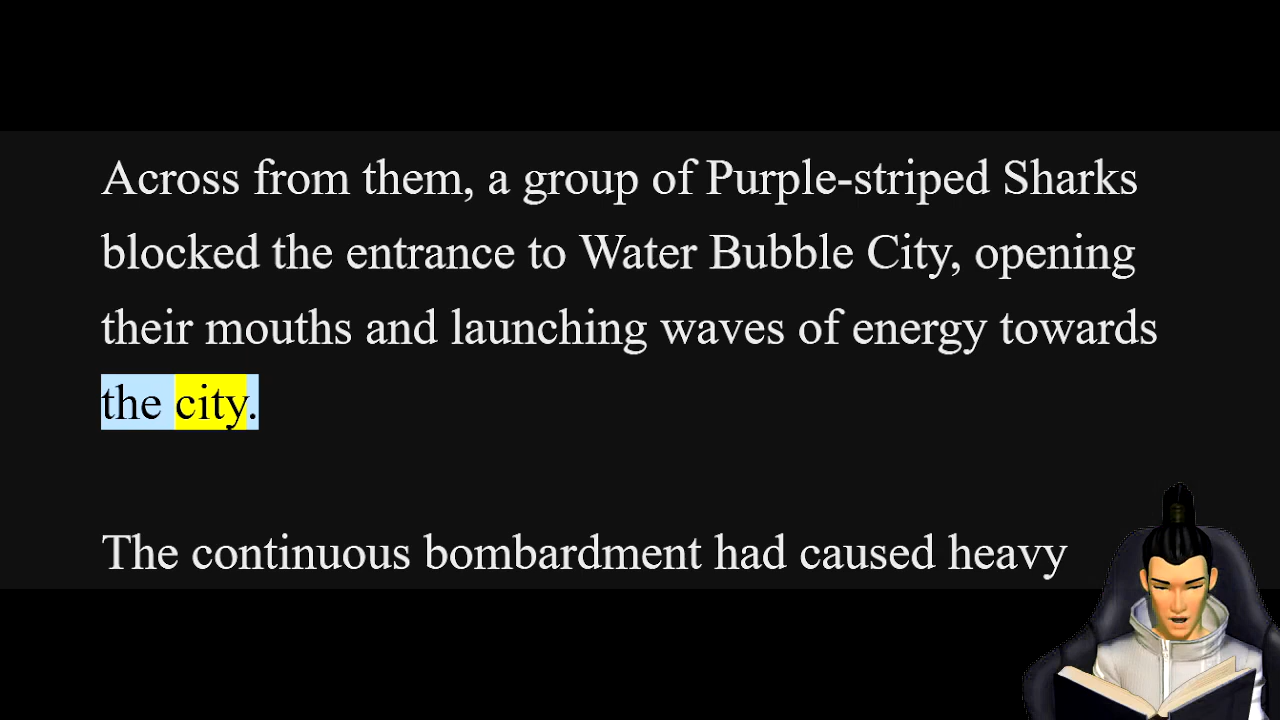 Across from them, a group of Purple-striped Sharks
blocked the entrance to Water Bubble City, opening
their mouths and launching waves of energy towards
the city.
The continuous bombardment had caused heavy